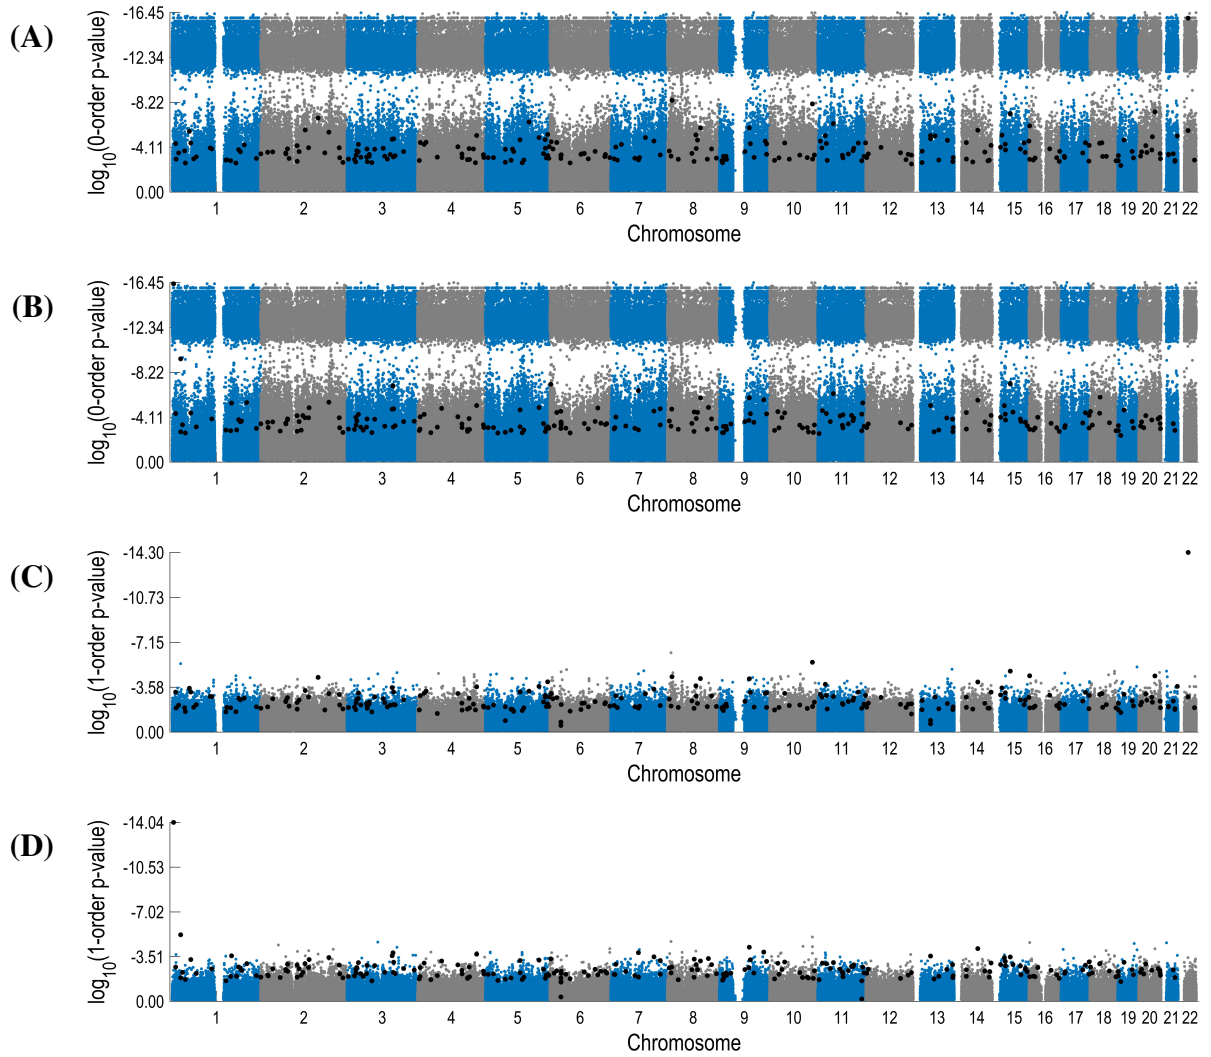 (A)
log10(0-order p-value)
-16.45
-12.34
-8.22
-4.11
0.00
1 2 3 4 5 6 7 8 9 10 11 12 13 14 15 16 17 18 19 20 21 22
Chromosome
(B)
log10(0-order p-value)
-16.45
-12.34
-8.22
-4.11
0.00
1 2 3 4 5 6 7 8 9 10 11 12 13 14 15 16 17 18 19 20 21 22
Chromosome
(C)
log10(1-order p-value)
-14.30
-10.73
-7.15
-3.58
0.00
1 2 3 4 5 6 7 8 9 10 11 12 13 14 15 16 17 18 19 20 21 22
Chromosome
(D)
log10(1-order p-value)
-14.04
-10.53
-7.02
-3.51
0.00
1 2 3 4 5 6 7 8 9 10 11 12 13 14 15 16 17 18 19 20 21 22
Chromosome